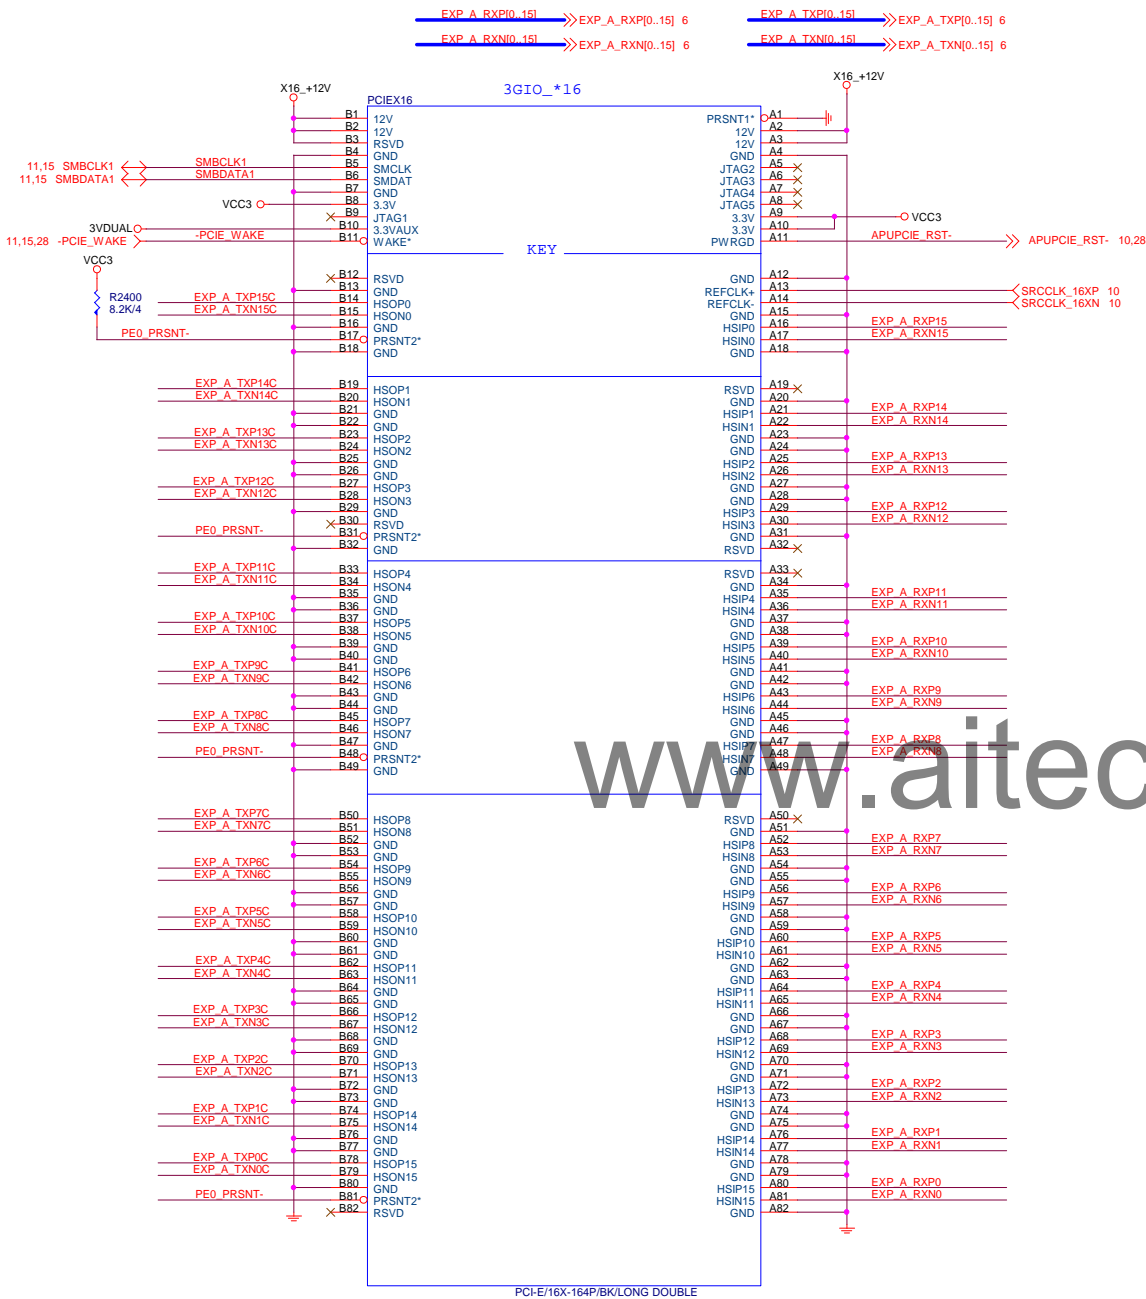 EXP_A_RXP[0..15] EXP_A_RXP[0..15] 6 EXP_A_TXP[0..15] EXP_A_TXP[0..15] 6
EXP_A_RXN[0..15] EXP_A_RXN[0..15] 6 EXP_A_TXN[0..15] EXP_A_TXN[0..15] 6
X16_+12V 3GIO_*16 X16_+12V
PCIEX16
B1 12V PRSNT1* A1
B2 12V 12V A2
B3 RSVD 12V A3
B4 GND GND A4
11,15 SMBCLK1 SMBCLK1 B5 SMCLK JTAG2 A5
11,15 SMBDATA1 SMBDATA1 B6 SMDAT JTAG3 A6
B7 GND JTAG4 A7
VCC3 B8 3.3V JTAG5 A8
B9 JTAG1 3.3V A9 VCC3
3VDUAL B10 3.3VAUX 3.3V A10
11,15,28 -PCIE_WAKE -PCIE_WAKE B11 WAKE* PWRGD A11 APUPCIE_RST- APUPCIE_RST- 10,28
KEY
VCC3
B12 RSVD GND A12
B13 GND REFCLK+ A13 SRCCLK_16XP 10
R2400
8.2K/4
EXP_A_TXP15C B14 HSOP0 REFCLK- A14 SRCCLK_16XN 10
EXP_A_TXN15C B15 HSON0 GND A15
B16 GND HSIP0 A16 EXP_A_RXP15
PE0_PRSNT- B17 PRSNT2* HSIN0 A17 EXP_A_RXN15
B18 GND GND A18
EXP_A_TXP14C B19 HSOP1 RSVD A19
EXP_A_TXN14C B20 HSON1 GND A20
B21 GND HSIP1 A21 EXP_A_RXP14
B22 GND HSIN1 A22 EXP_A_RXN14
EXP_A_TXP13C B23 HSOP2 GND A23
EXP_A_TXN13C B24 HSON2 GND A24
B25 GND HSIP2 A25 EXP_A_RXP13
B26 GND HSIN2 A26 EXP_A_RXN13
EXP_A_TXP12C B27 HSOP3 GND A27
EXP_A_TXN12C B28 HSON3 GND A28
B29 GND HSIP3 A29 EXP_A_RXP12
B30 RSVD HSIN3 A30 EXP_A_RXN12
PE0_PRSNT- B31 PRSNT2* GND A31
B32 GND RSVD A32
EXP_A_TXP11C B33 HSOP4 RSVD A33
EXP_A_TXN11C B34 HSON4 GND A34
B35 GND HSIP4 A35 EXP_A_RXP11
B36 GND HSIN4 A36 EXP_A_RXN11
EXP_A_TXP10C B37 HSOP5 GND A37
EXP_A_TXN10C B38 HSON5 GND A38
B39 GND HSIP5 A39 EXP_A_RXP10
B40 GND HSIN5 A40 EXP_A_RXN10
EXP_A_TXP9C B41 HSOP6 GND A41
EXP_A_TXN9C B42 HSON6 GND A42
B43 GND HSIP6 A43 EXP_A_RXP9
B44 GND HSIN6 A44 EXP_A_RXN9
EXP_A_TXP8C B45 HSOP7 GND A45
EXP_A_TXN8C B46 HSON7 GND A46
B47 GND HSIP7 A47 EXP_A_RXP8
PE0_PRSNT- B48 PRSNT2* HSIN7 A48 EXP_A_RXN8
B49 GND GND A49
www.aitec
EXP_A_TXP7C B50 HSOP8 RSVD A50
EXP_A_TXN7C B51 HSON8 GND A51
B52 GND HSIP8 A52 EXP_A_RXP7
B53 GND HSIN8 A53 EXP_A_RXN7
EXP_A_TXP6C B54 HSOP9 GND A54
EXP_A_TXN6C B55 HSON9 GND A55
B56 GND HSIP9 A56 EXP_A_RXP6
B57 GND HSIN9 A57 EXP_A_RXN6
EXP_A_TXP5C B58 HSOP10 GND A58
EXP_A_TXN5C B59 HSON10 GND A59
B60 GND HSIP10 A60 EXP_A_RXP5
B61 GND HSIN10 A61 EXP_A_RXN5
EXP_A_TXP4C B62 HSOP11 GND A62
EXP_A_TXN4C B63 HSON11 GND A63
B64 GND HSIP11 A64 EXP_A_RXP4
B65 GND HSIN11 A65 EXP_A_RXN4
EXP_A_TXP3C B66 HSOP12 GND A66
EXP_A_TXN3C B67 HSON12 GND A67
B68 GND HSIP12 A68 EXP_A_RXP3
B69 GND HSIN12 A69 EXP_A_RXN3
EXP_A_TXP2C B70 HSOP13 GND A70
EXP_A_TXN2C B71 HSON13 GND A71
B72 GND HSIP13 A72 EXP_A_RXP2
B73 GND HSIN13 A73 EXP_A_RXN2
EXP_A_TXP1C B74 HSOP14 GND A74
EXP_A_TXN1C B75 HSON14 GND A75
B76 GND HSIP14 A76 EXP_A_RXP1
B77 GND HSIN14 A77 EXP_A_RXN1
EXP_A_TXP0C B78 HSOP15 GND A78
EXP_A_TXN0C B79 HSON15 GND A79
B80 GND HSIP15 A80 EXP_A_RXP0
PE0_PRSNT- B81 PRSNT2* HSIN15 A81 EXP_A_RXN0
B82 RSVD GND A82
PCI-E/16X-164P/BK/LONG DOUBLE